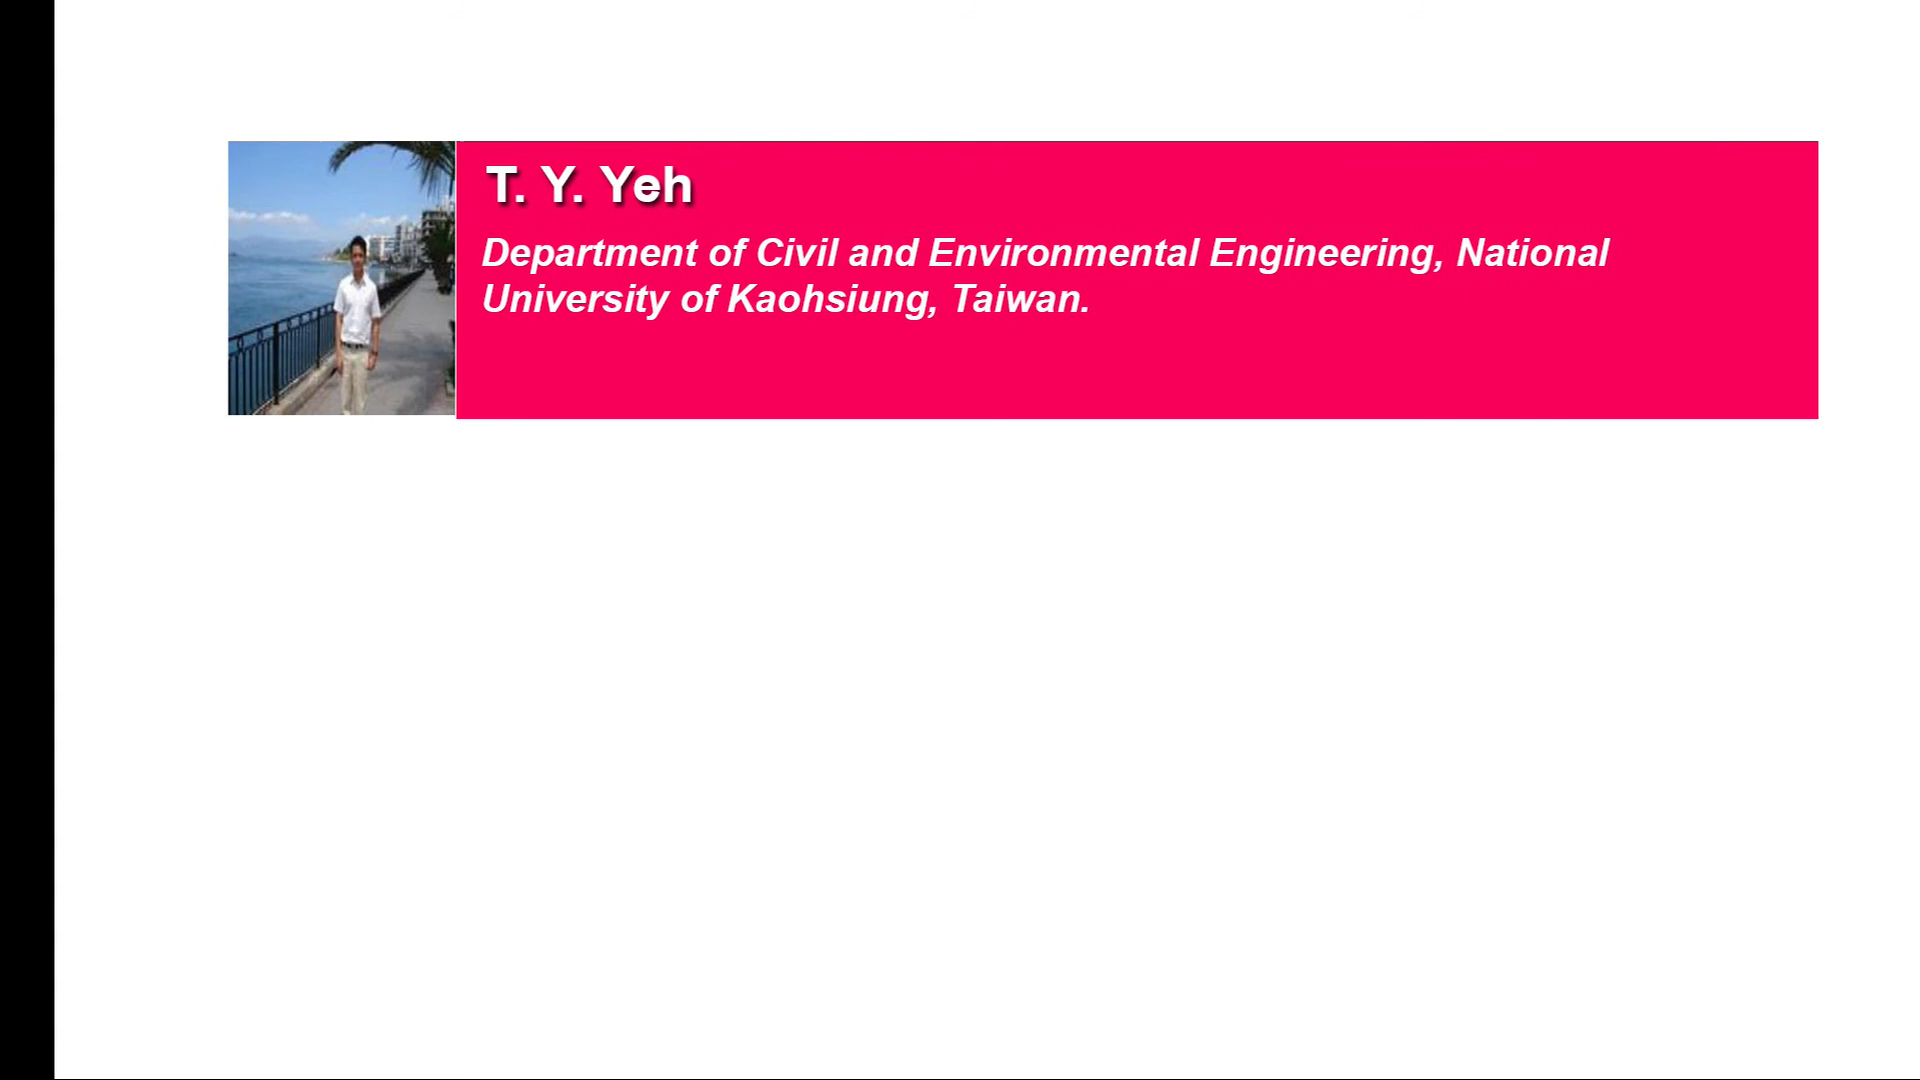 T. Y. Yeh
Department of Civil and Environmental Engineering, National
University of Kaohsiung, Taiwan.